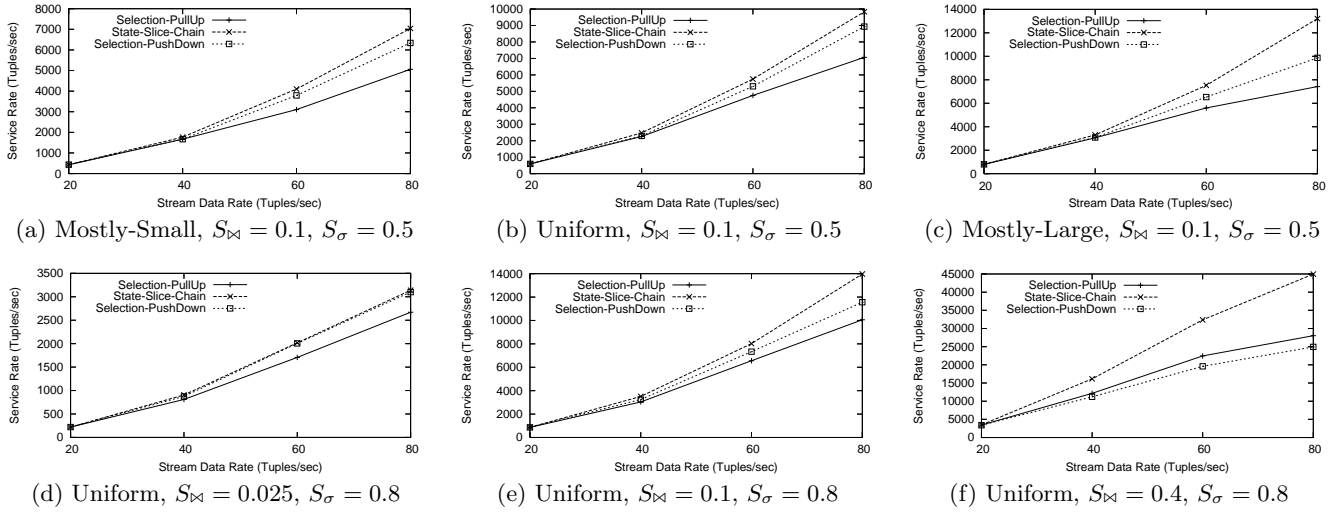 8000
7000
6000
5000
4000
3000
2000
1000
0
Service Rate (Tuples/sec)
Selection-PullUp
State-Slice-Chain
Selection-PushDown
20 40 60 80
Stream Data Rate (Tuples/sec)
(a) Mostly-Small, S⋈ = 0.1, Sσ = 0.5
10000
9000
8000
7000
6000
5000
4000
3000
2000
1000
0
Service Rate (Tuples/sec)
Selection-PullUp
State-Slice-Chain
Selection-PushDown
20 40 60 80
Stream Data Rate (Tuples/sec)
(b) Uniform, S⋈ = 0.1, Sσ = 0.5
14000
12000
10000
8000
6000
4000
2000
0
Service Rate (Tuples/sec)
Selection-PullUp
State-Slice-Chain
Selection-PushDown
20 40 60 80
Stream Data Rate (Tuples/sec)
(c) Mostly-Large, S⋈ = 0.1, Sσ = 0.5
3500
3000
2500
2000
1500
1000
500
0
Service Rate (Tuples/sec)
Selection-PullUp
State-Slice-Chain
Selection-PushDown
20 40 60 80
Stream Data Rate (Tuples/sec)
(d) Uniform, S⋈ = 0.025, Sσ = 0.8
14000
12000
10000
8000
6000
4000
2000
0
Service Rate (Tuples/sec)
Selection-PullUp
State-Slice-Chain
Selection-PushDown
20 40 60 80
Stream Data Rate (Tuples/sec)
(e) Uniform, S⋈ = 0.1, Sσ = 0.8
45000
40000
35000
30000
25000
20000
15000
10000
5000
0
Service Rate (Tuples/sec)
Selection-PullUp
State-Slice-Chain
Selection-PushDown
20 40 60 80
Stream Data Rate (Tuples/sec)
(f) Uniform, S⋈ = 0.4, Sσ = 0.8